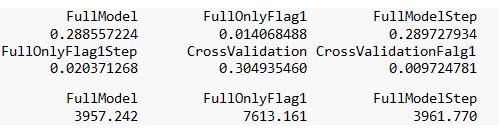 FullModel FullOnlyFlag1 FullModelStep
0.288557224 0.014068488 0.289727934
FullOnlyFlag1Step CrossValidation CrossValidationFalg1
0.020371268 0.304935460 0.009724781
FullModel FullOnlyFlag1 FullModelStep
3957.242 7613.161 3961.770